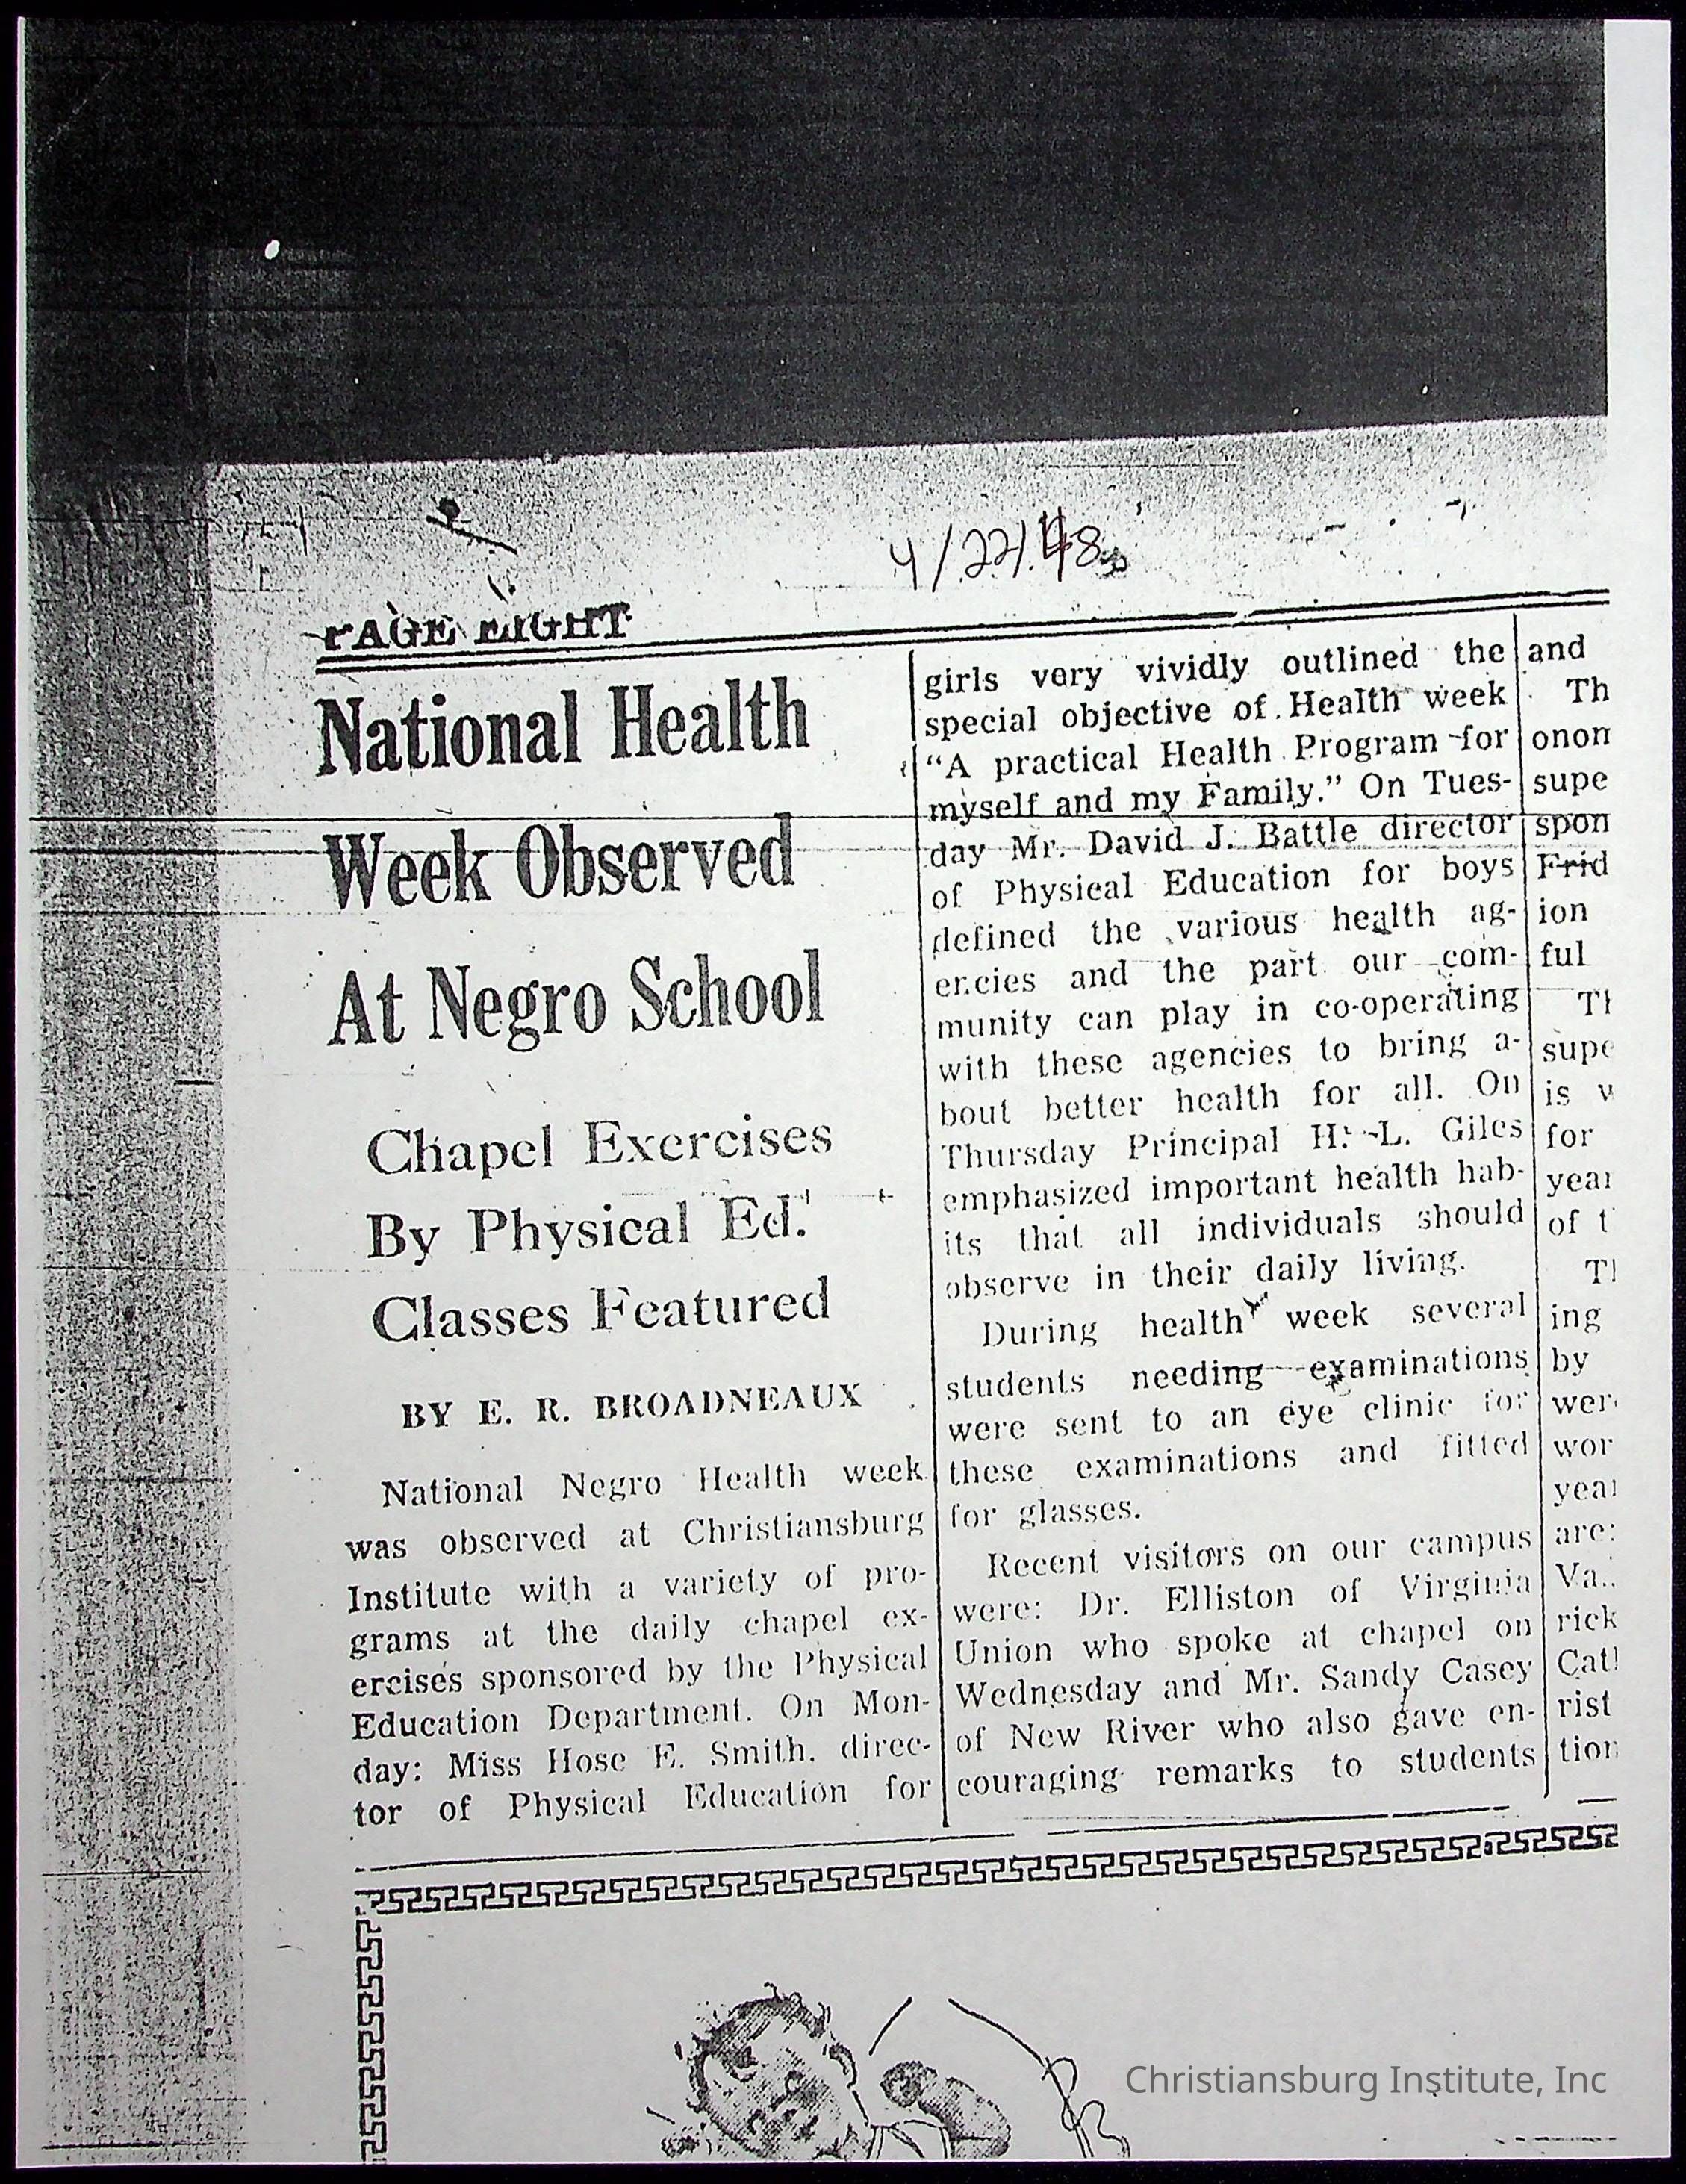 4/22/48
PAGE EIGHT
National Health
Week Observed
At Negro School
Chapel Exercises
By Physical Ed.
Classes Featured
BY E. R. BROADNEAUX
National Negro Health week
was observed at Christiansburg
Institute with a variety of pro-
grams at the daily chapel ex-
ercises sponsored by the Physical
Education Department. On Mon-
day: Miss Hose E. Smith, direc-
tor of Physical Education for
girls very vividly outlined the
special objective of Health week
“A practical Health Program for
myself and my Family.” On Tues-
day Mr. David J. Battle director
of Physical Education for boys
defined the various health ag-
encies and the part our com-
munity can play in co-operating
with these agencies to bring a-
bout better health for all. On
Thursday Principal H. L. Giles
emphasized important health hab-
its that all individuals should
observe in their daily living.
During health week several
students needing examinations
were sent to an eye clinic for
these examinations and fitted
for glasses.
Recent visitors on our campus
were: Dr. Elliston of Virginia
Union who spoke at chapel on
Wednesday and Mr. Sandy Casey
of New River who also gave en-
couraging remarks to students
and
Th
onom
supe
spon
Frid
ion
ful
supe
is
for
year
of t
ing
by
wer
wor
year
are:
Va.,
rick
rist
tion
Christiansburg Institute, Inc